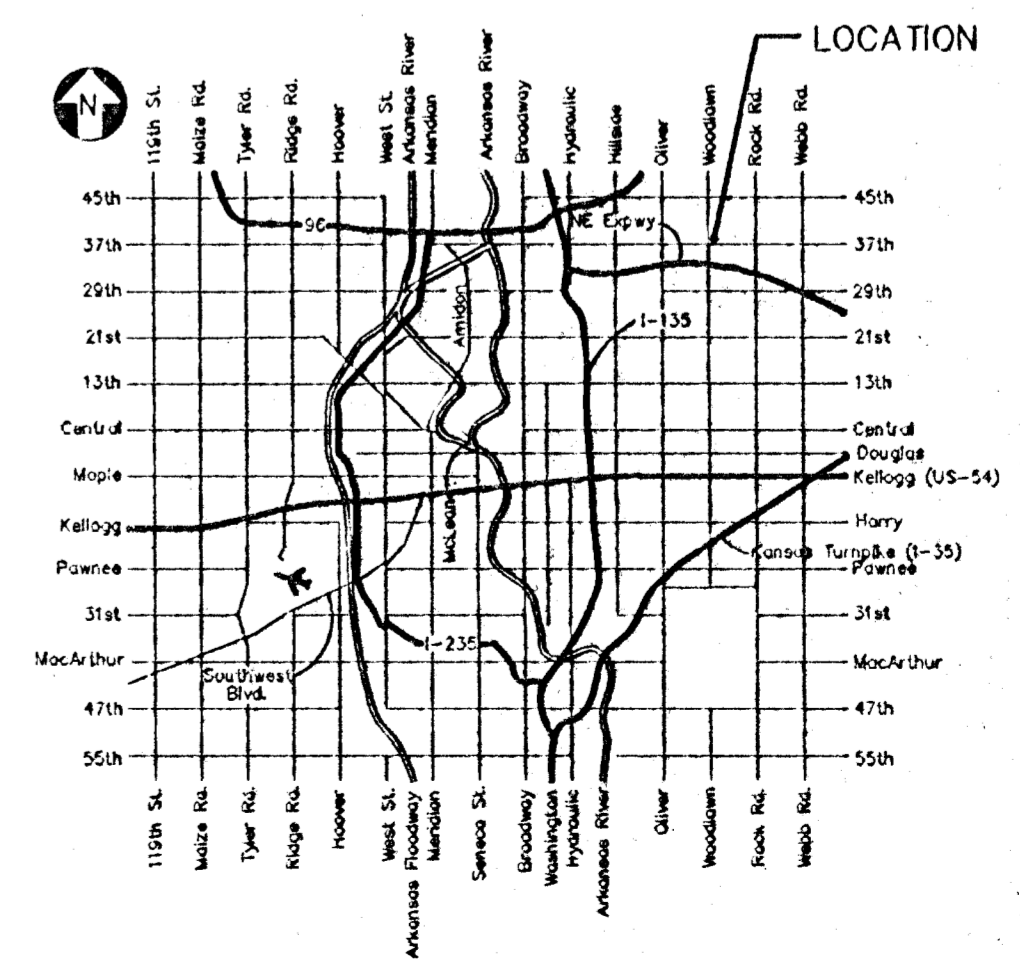 LOCATION
N
119th St.
Maize Rd.
Tyler Rd.
Ridge Rd.
Hoover
West St.
Arkansas River
Meridian
Arkansas River
Broadway
Hydraulic
Hillside
Oliver
Woodlawn
Rock Rd.
Webb Rd.
45th
45th
96
NE Expwy
37th
37th
29th
29th
Amidon
I-135
21st
21st
13th
13th
Central
Central
Douglas
Maple
Kellogg (US-54)
McLean
Kellogg
Harry
Kansas Turnpike (I-35)
Pawnee
Pawnee
31st
31st
I-235
MacArthur
MacArthur
Southwest
Blvd.
47th
47th
55th
55th
119th St.
Maize Rd.
Tyler Rd.
Ridge Rd.
Hoover
West St.
Arkansas Floodway
Meridian
Seneca St.
Broadway
Washington
Hydraulic
Arkansas River
Oliver
Woodlawn
Rock Rd.
Webb Rd.